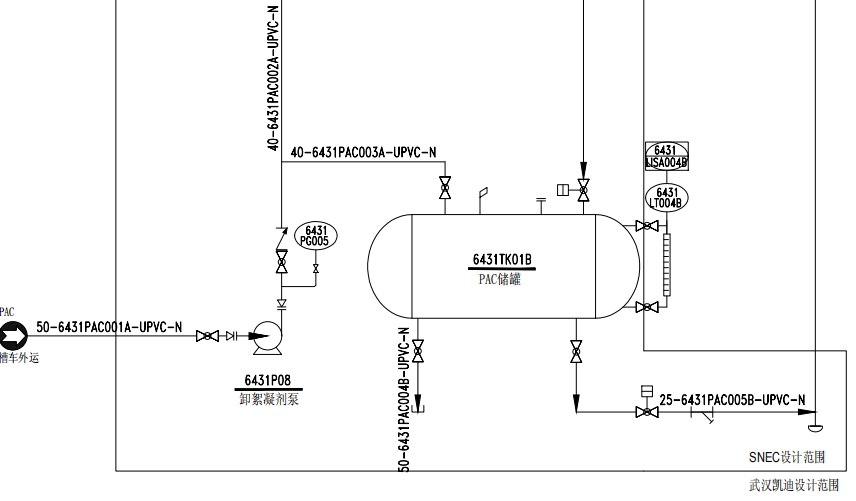 40-6431PAC002A-UPVC-N
40-6431PAC003A-UPVC-N
6431
LISA004B
6431
LT004B
6431
PG005
6431TK01B
PAC储罐
PAC
50-6431PAC001A-UPVC-N
槽车外运
6431P08
卸絮凝剂泵
50-6431PAC004B-UPVC-N
25-6431PAC005B-UPVC-N
SNEC设计范围
武汉凯迪设计范围